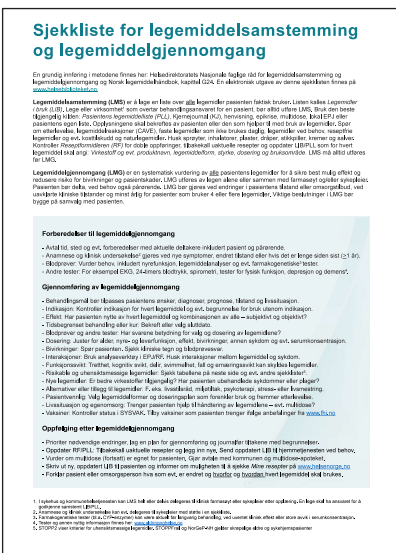 Sjekkliste for legemiddelsamstemming
og legemiddelgjennomgang
En grundig innføring i metodene finnes her: Helsedirektoratets Nasjonale faglige råd for legemiddelsamstemming og
legemiddelgjennomgang og Norsk legemiddelhåndbok, kapittel G24. En elektronisk utgave av denne sjekklisten finnes på
www.helsebiblioteket.no
Legemiddelsamstemming (LMS) er å lage en liste over alle legemidler pasienten faktisk bruker. Listen kalles Legemidler
i bruk (LIB). Lege eller virksomhet¹ som overtar behandlingsansvaret for en pasient, bør alltid utføre LMS. Bruk den beste
tilgjengelig kilden: Pasientens legemiddelliste (PLL), Kjernejournal (KJ), henvisning, epikrise, multidose, lokal EPJ eller
pasientens egen liste. Opplysningene skal bekreftes av pasienten eller den som hjelper til med bruk av legemidler. Spør
om etterlevelse, legemiddelreaksjoner (CAVE), faste legemidler som ikke brukes daglig, legemidler ved behov, reseptfrie
legemidler og evt. kosttilskudd og naturlegemidler. Husk sprøyter, inhalatorer, plaster, dråper, stikkpiller, kremer og salver.
Kontroller Reseptformidleren (RF) for doble oppføringer, tilbakekall uaktuelle resepter og oppdater LIB/PLL som for hvert
legemiddel skal angi: Virkestoff og evt. produktnavn, legemiddelform, styrke, dosering og bruksområde. LMS må alltid utføres
før LMG.
Legemiddelgjennomgang (LMG) er en systematisk vurdering av alle pasientens legemidler for å sikre best mulig effekt og
redusere risiko for bivirkninger og pasientskader. LMG utføres av legen alene eller sammen med farmasøyt og/eller sykepleier.
Pasienten bør delta, ved behov også pårørende. LMG bør gjøres ved endringer i pasientens tilstand eller omsorgstilbud, ved
uavklarte kliniske tilstander og minst årlig for pasienter som bruker 4 eller flere legemidler. Viktige beslutninger i LMG bør
bygge på samvalg med pasienten.
Forberedelser til legemiddelgjennomgang
- Avtal tid, sted og evt. forberedelser med aktuelle deltakere inkludert pasient og pårørende.
- Anamnese og klinisk undersøkelse² gjøres ved nye symptomer, endret tilstand eller hvis det er lenge siden sist (≥1 år).
- Blodprøver: Vurder behov, inkludert nyrefunksjon, legemiddelanalyser og evt. farmakogenetiske³ tester.
- Andre tester: For eksempel EKG, 24-timers blodtrykk, spirometri, tester for fysisk funksjon, depresjon og demens⁴.
Gjennomføring av legemiddelgjennomgang
- Behandlingsmål bør tilpasses pasientens ønsker, diagnoser, prognose, tilstand og livssituasjon.
- Indikasjon: Kontroller indikasjon for hvert legemiddel og evt. begrunnelse for bruk utenom indikasjon.
- Effekt: Har pasienten nytte av hvert legemiddel og kombinasjonen av alle – subjektivt og objektivt?
- Tidsbegrenset behandling eller kur: Bekreft eller velg sluttdato.
- Blodprøver og andre tester: Har svarene betydning for valg og dosering av legemidlene?
- Dosering: Juster for alder, nyre- og leverfunksjon, effekt, bivirkninger, annen sykdom og evt. serumkonsentrasjon.
- Bivirkninger: Spør pasienten. Sjekk kliniske tegn og blodprøvesvar.
- Interaksjoner: Bruk analyseverktøy i EPJ/RF. Husk interaksjoner mellom legemiddel og sykdom.
- Funksjonssvikt: Tretthet, kognitiv svikt, delir, svimmelhet, fall og ernæringssvikt kan skyldes legemidler.
- Risikable og uhensiktsmessige legemidler: Sjekk tabellene på neste side og evt. andre sjekklister⁵.
- Nye legemidler: Er bedre virkestoffer tilgjengelig? Har pasienten ubehandlede sykdommer eller plager?
- Alternativer eller tillegg til legemidler: F. eks. livsstilsråd, miljøtiltak, psykoterapi, stress- eller kvalmestring.
- Pasientvennlig: Velg legemiddelformer og doseringsplan som forenkler bruk og fremmer etterlevelse.
- Livssituasjon og egenomsorg: Trenger pasienten hjelp til håndtering av legemidlene – evt. multidose?
- Vaksiner: Kontroller status i SYSVAK. Tilby vaksiner som pasienten trenger ifølge anbefalinger fra www.fhi.no
Oppfølging etter legemiddelgjennomgang
- Prioriter nødvendige endringer, lag en plan for gjennomføring og journalfør tiltakene med begrunnelser.
- Oppdater RF/PLL: Tilbakekall uaktuelle resepter og legg inn nye. Send oppdatert LIB til hjemmetjenesten ved behov.
- Vurder om multidose (fortsatt) er egnet for pasienten. Gjør avtale med kommunen og multidose-apoteket.
- Skriv ut ny, oppdatert LIB til pasienten og informer om muligheten til å sjekke Mine resepter på www.helsenorge.no
- Forklar pasient eller omsorgsperson hva som evt. er endret og hvorfor og hvordan hvert legemiddel skal brukes.